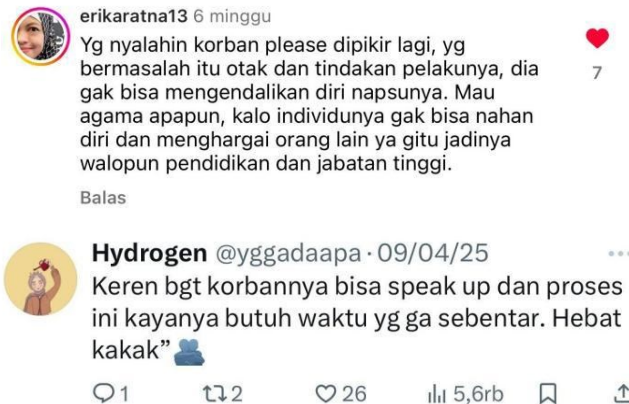 erikaratna13 6 minggu
Yg nyalahin korban please dipikir lagi, yg
bermasalah itu otak dan tindakan pelakunya, dia
gak bisa mengendalikan diri napsunya. Mau
agama apapun, kalo individunya gak bisa nahan
diri dan menghargai orang lain ya gitu jadinya
walopun pendidikan dan jabatan tinggi.
7
Balas
Hydrogen @yggadaapa · 09/04/25
Keren bgt korbannya bisa speak up dan proses
ini kayanya butuh waktu yg ga sebentar. Hebat
kakak” 🫂
1 2 26 5,6rb